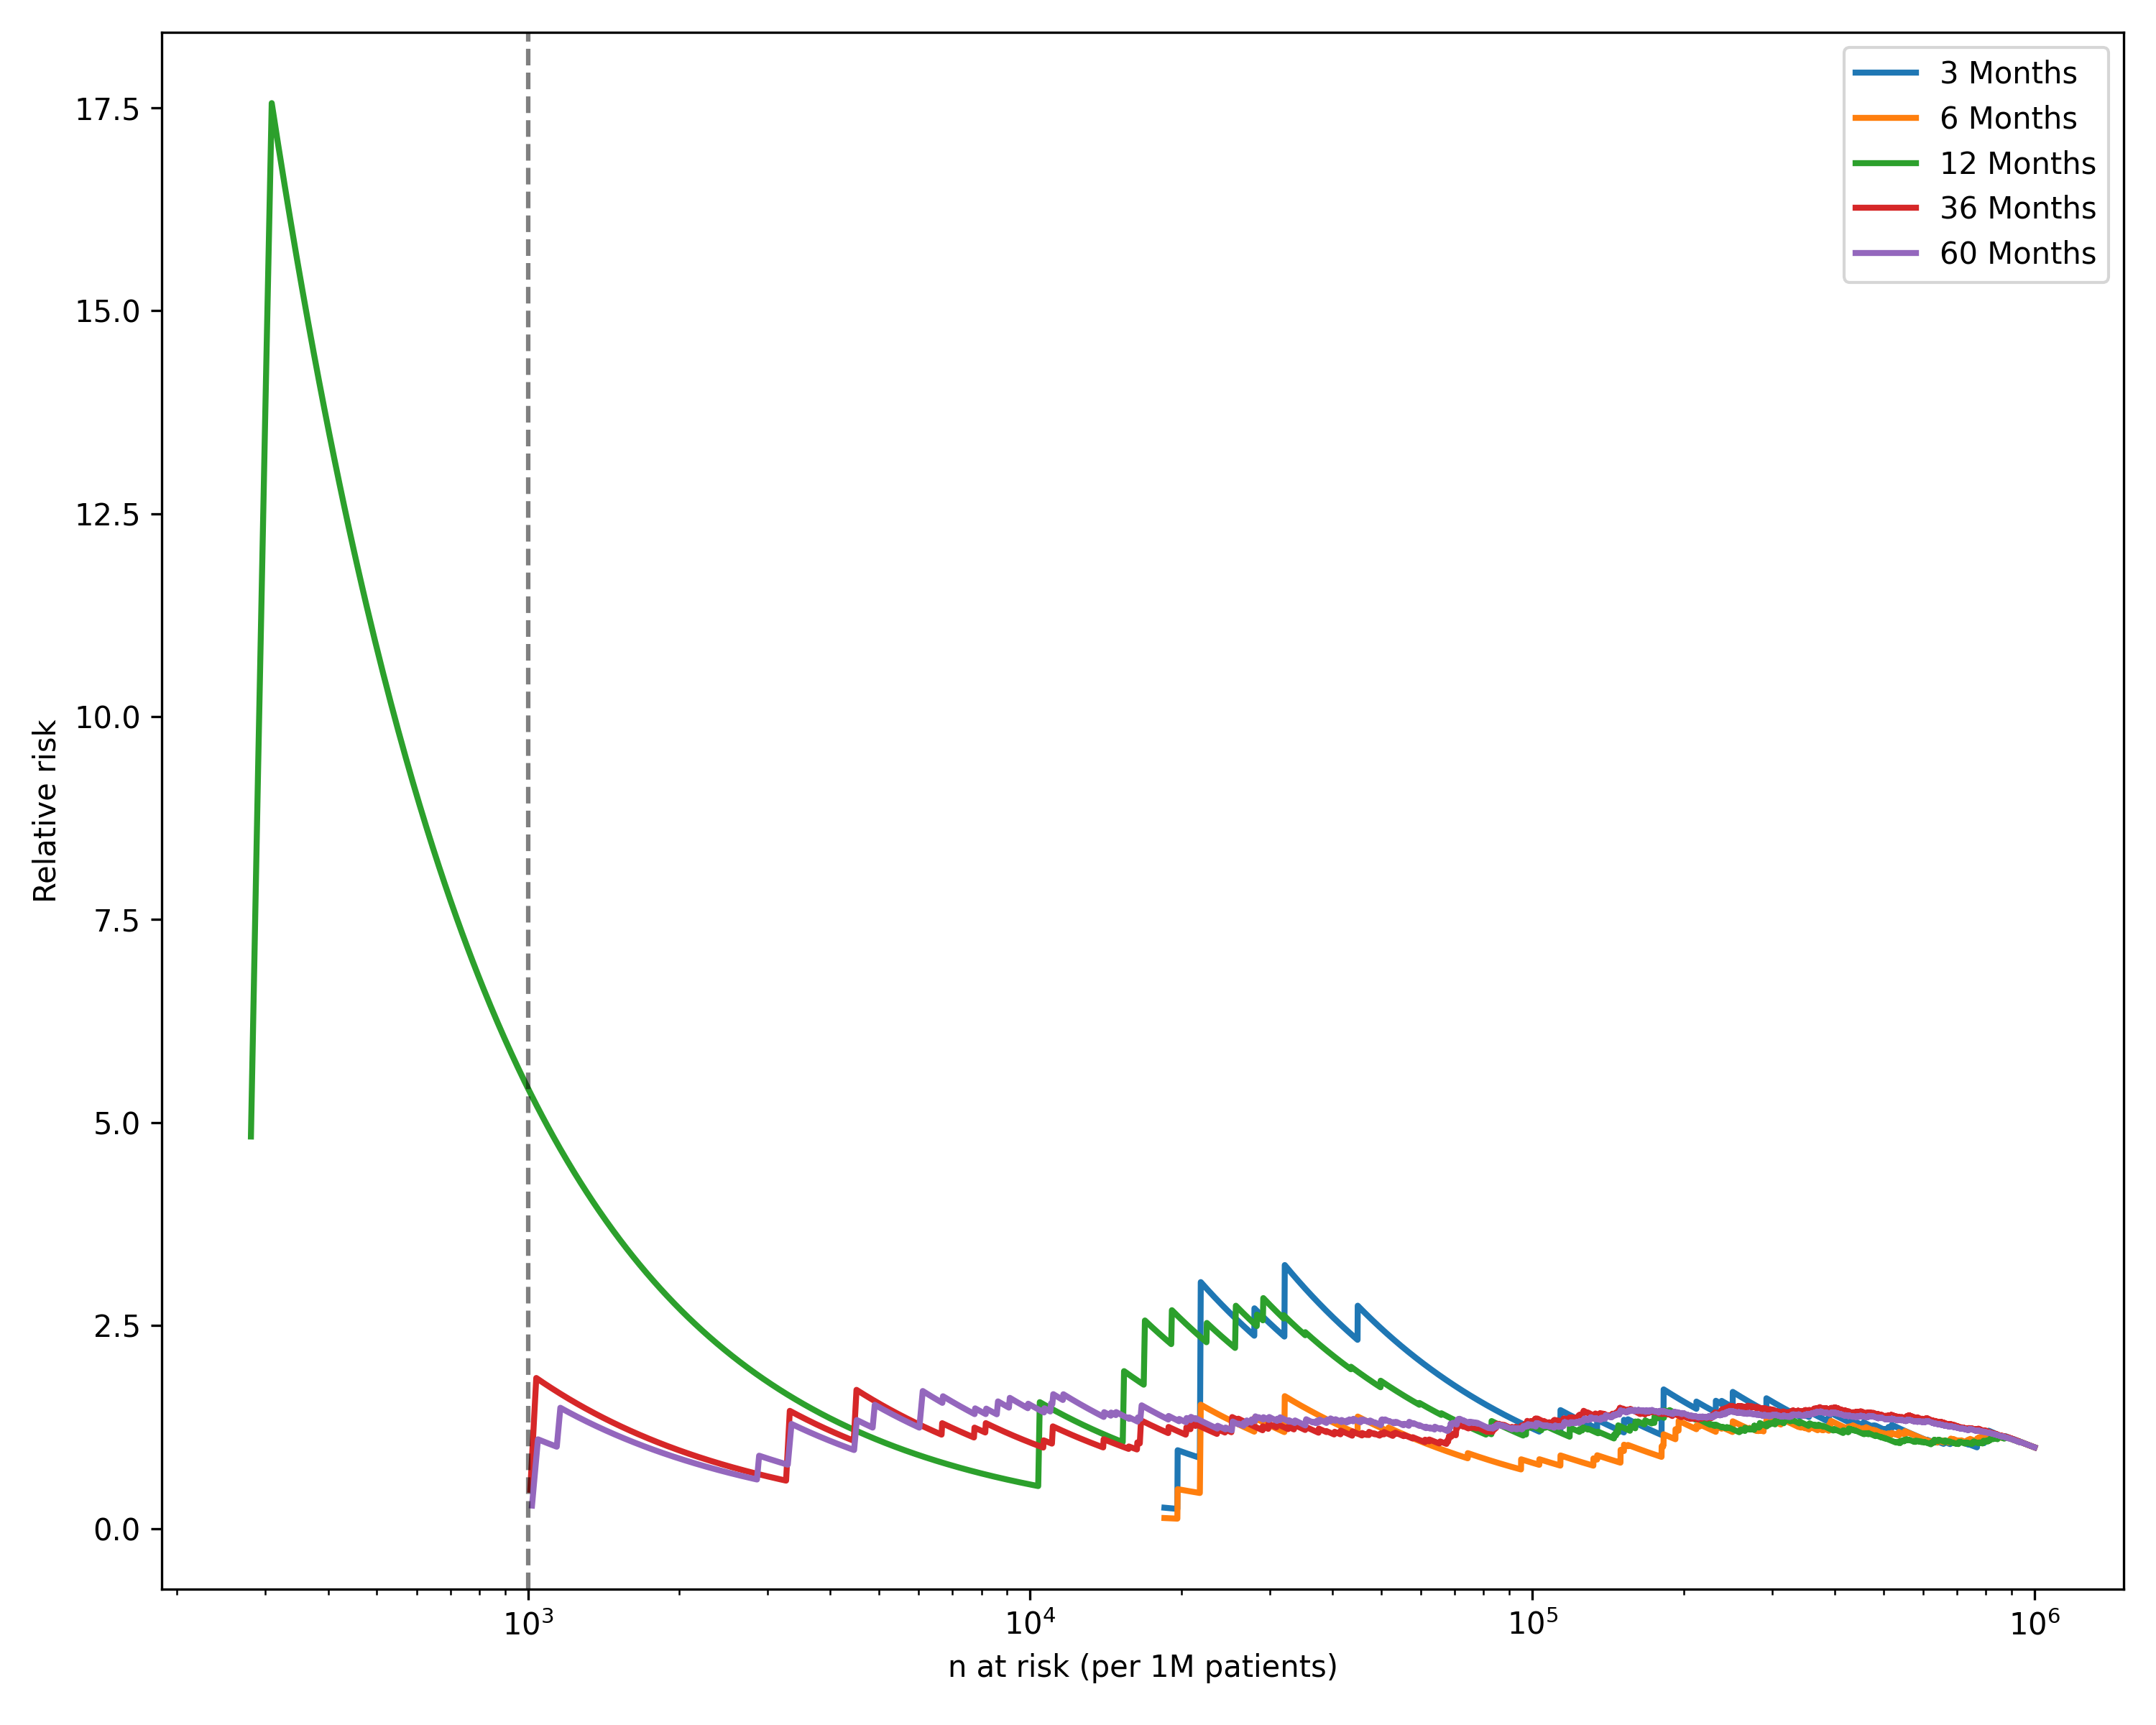 17.5
15.0
12.5
10.0
7.5
5.0
2.5
0.0
Relative risk
3 Months
6 Months
12 Months
36 Months
60 Months
10³
10⁴
10⁵
10⁶
n at risk (per 1M patients)